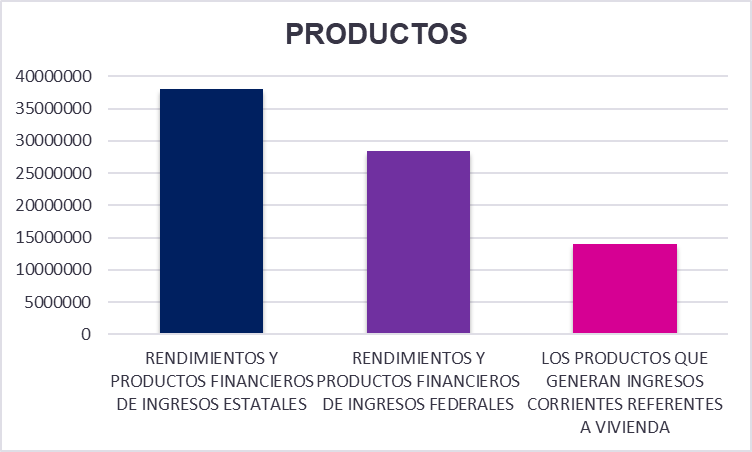 PRODUCTOS
40000000
35000000
30000000
25000000
20000000
15000000
10000000
5000000
0
RENDIMIENTOS Y
PRODUCTOS FINANCIEROS
DE INGRESOS ESTATALES
RENDIMIENTOS Y
PRODUCTOS FINANCIEROS
DE INGRESOS FEDERALES
LOS PRODUCTOS QUE
GENERAN INGRESOS
CORRIENTES REFERENTES
A VIVIENDA